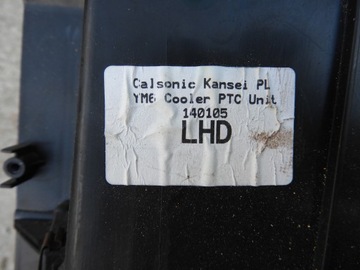 Calsonic Kansei PL
YM6 Cooler PTC Unit
140105
LHD